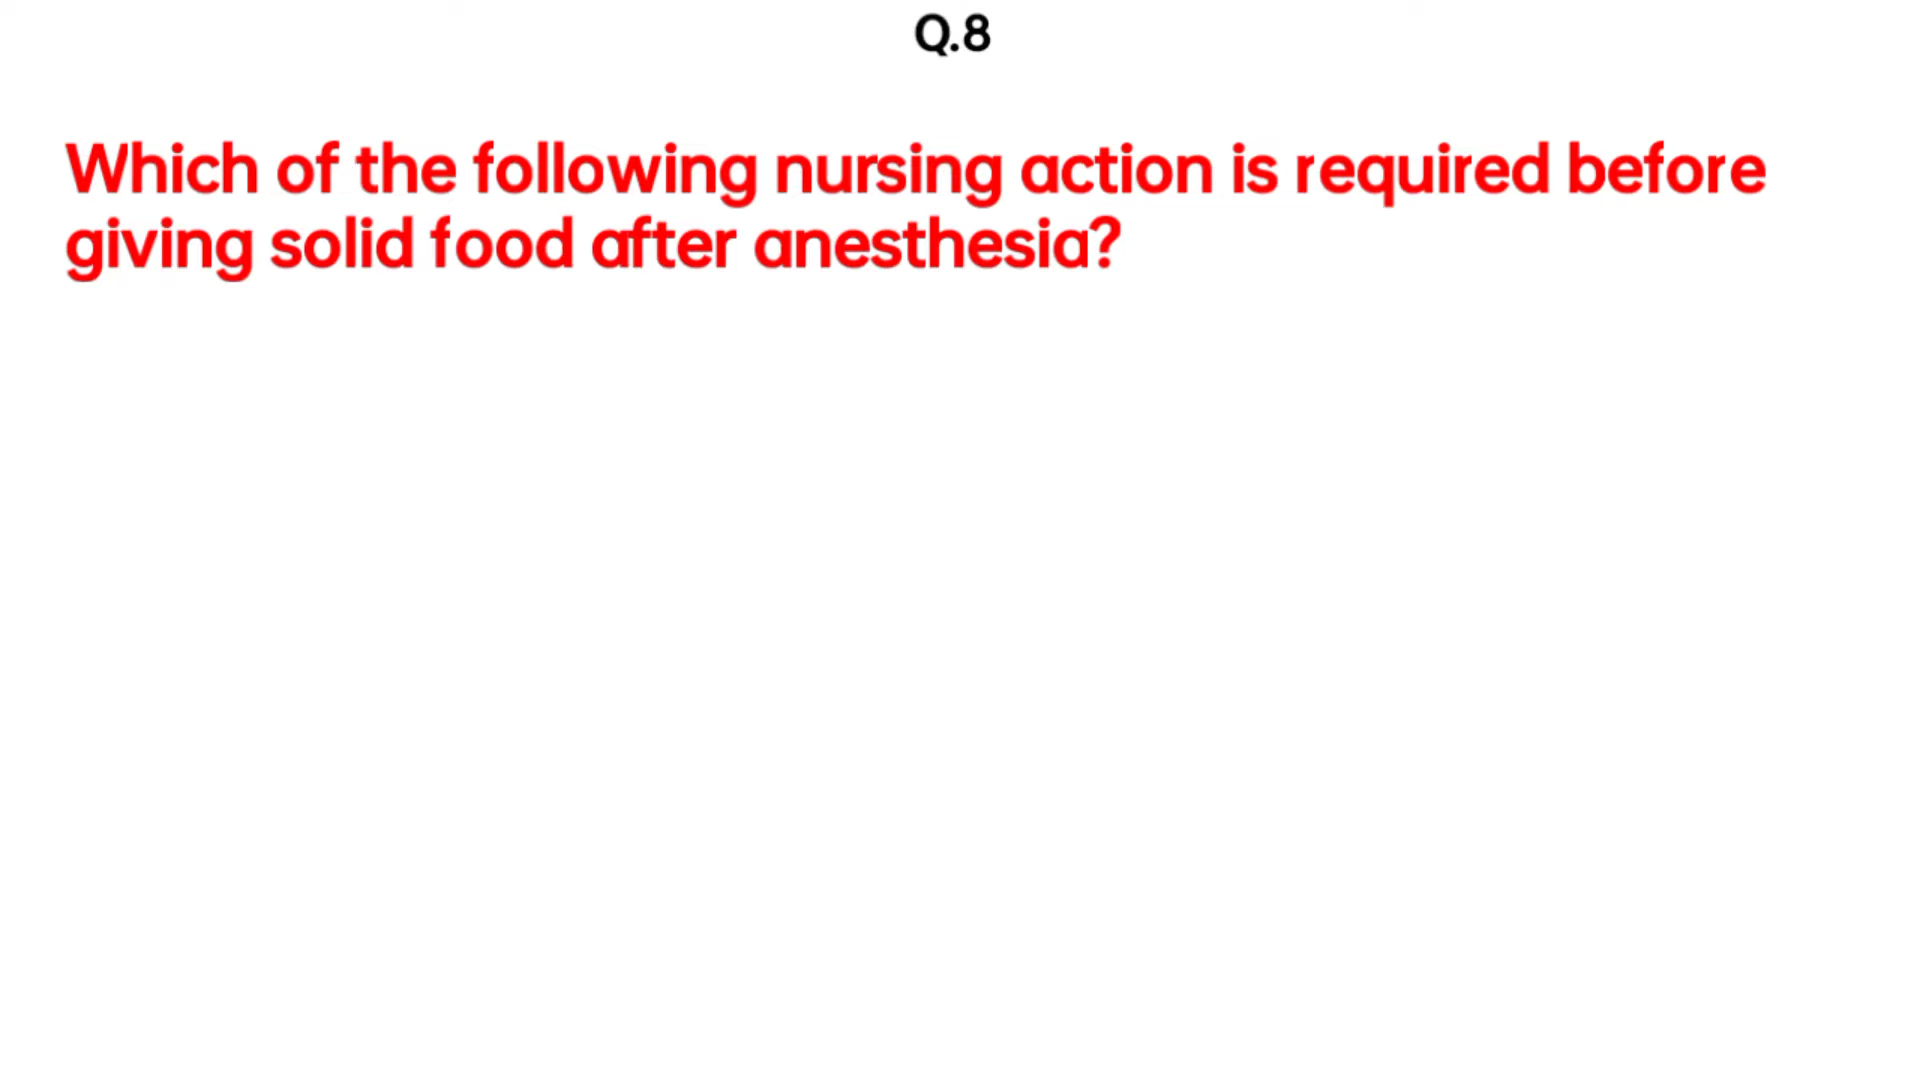 Q.8
Which of the following nursing action is required before
giving solid food after anesthesia?